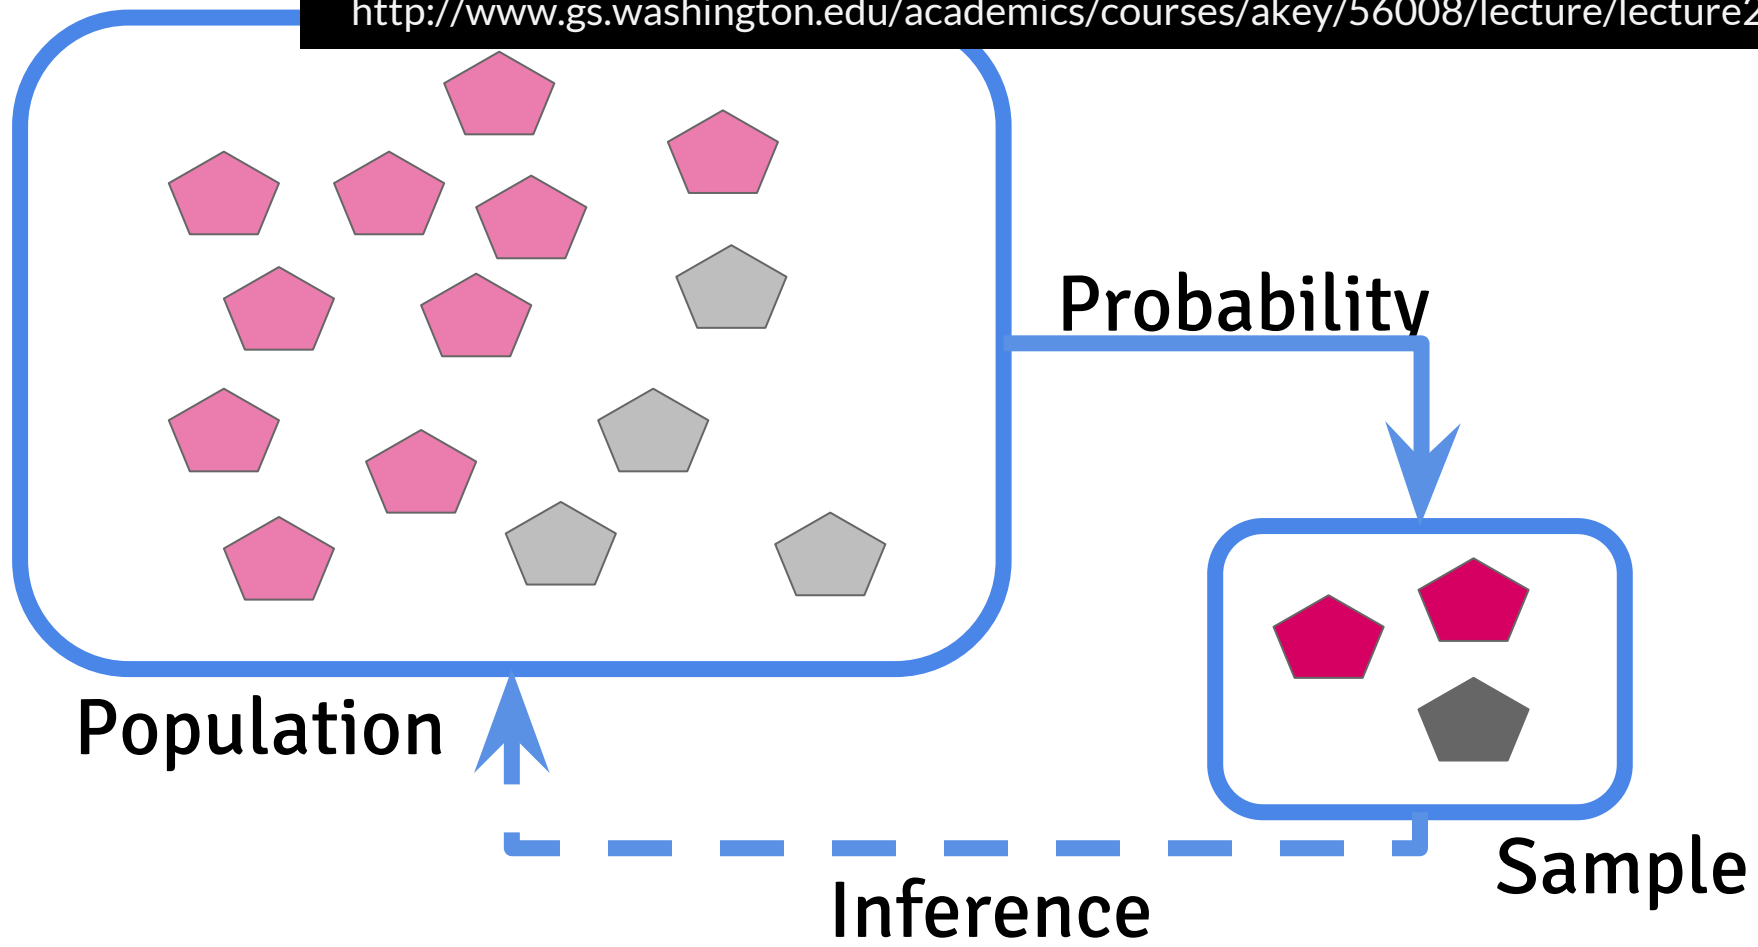 http://www.gs.washington.edu/academics/courses/akey/56008/lecture/lecture2
Probability
Population
Sample
Inference